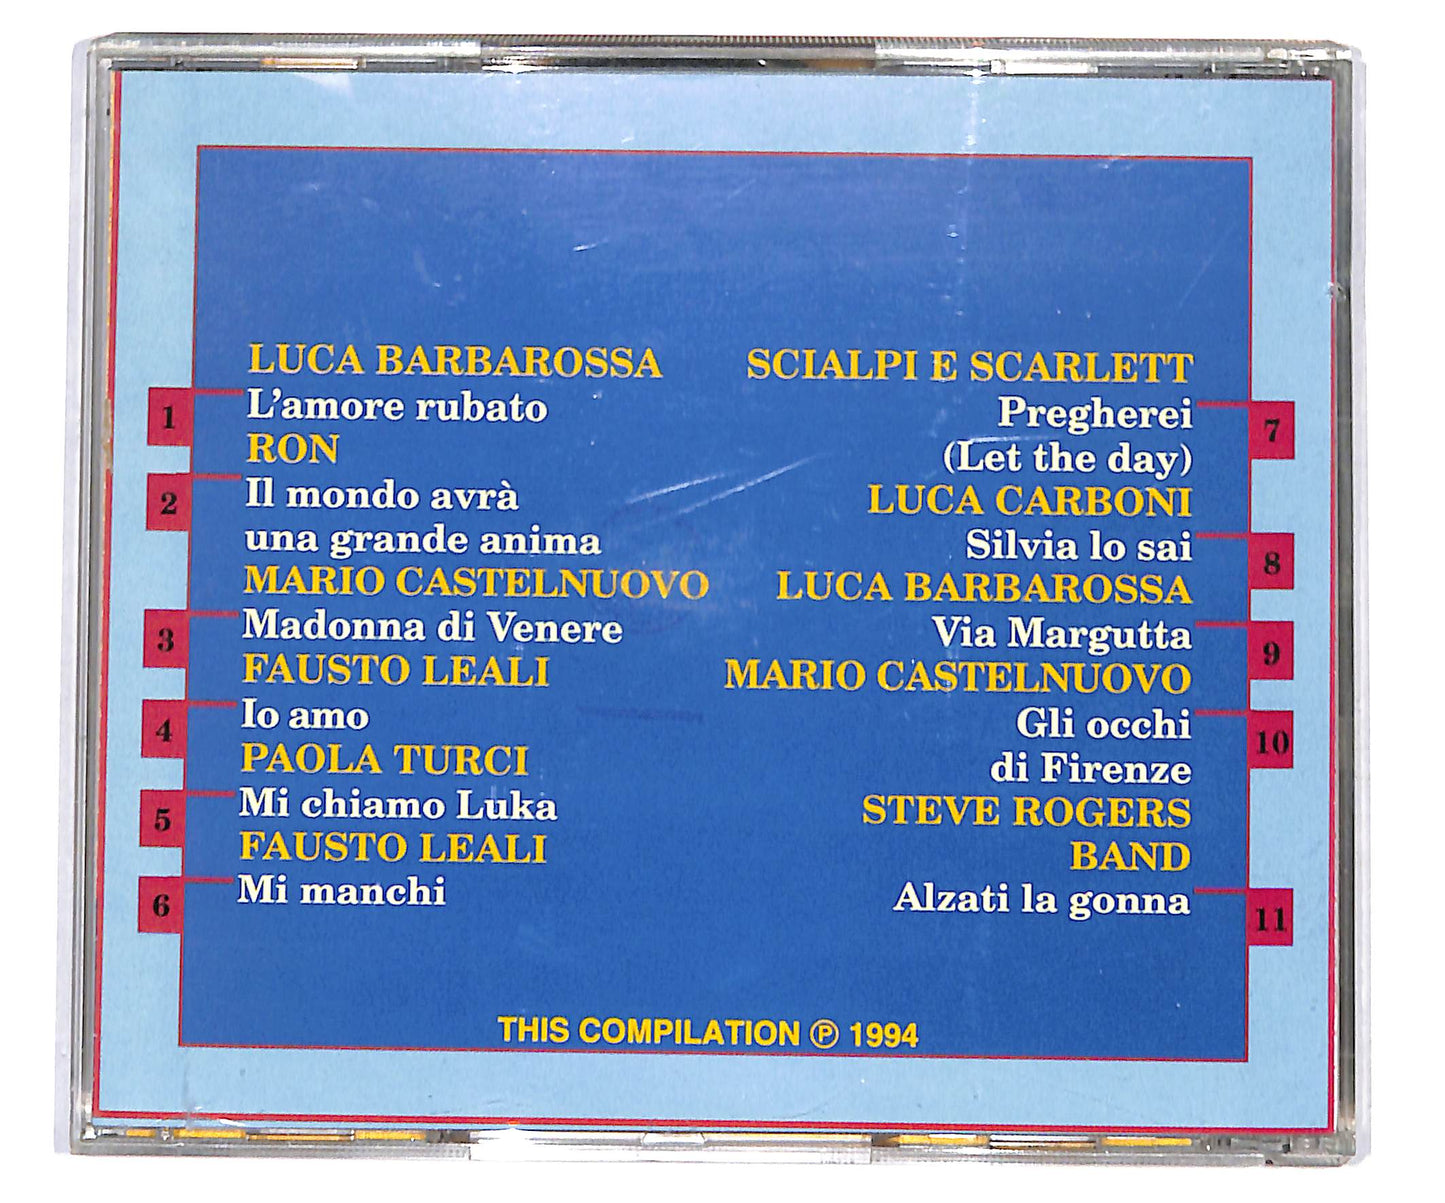 LUCA BARBAROSSA
1 L'amore rubato
RON
2 Il mondo avrà
una grande anima
MARIO CASTELNUOVO
3 Madonna di Venere
FAUSTO LEALI
4 Io amo
PAOLA TURCI
5 Mi chiamo Luka
FAUSTO LEALI
6 Mi manchi
SCIALPI E SCARLETT
Pregherei 7
(Let the day)
LUCA CARBONI
Silvia lo sai 8
LUCA BARBAROSSA
Via Margutta 9
MARIO CASTELNUOVO
Gli occhi 10
di Firenze
STEVE ROGERS
BAND
Alzati la gonna 11
THIS COMPILATION ℗ 1994